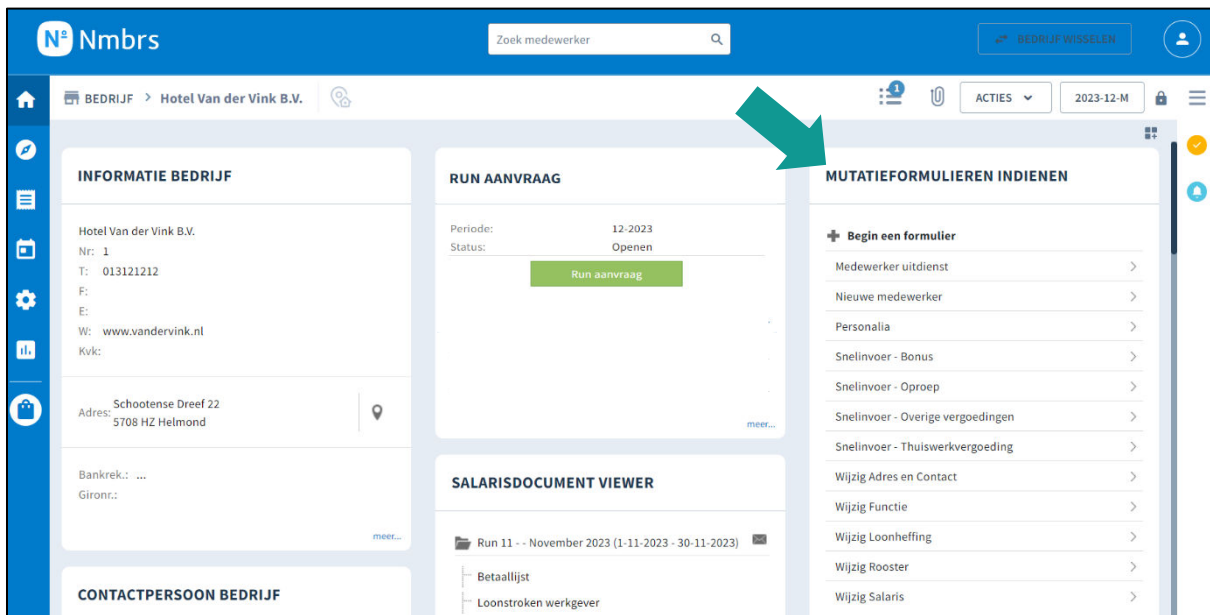 Nº Nmbrs
Zoek medewerker
BEDRIJF WISSELEN
BEDRIJF > Hotel Van der Vink B.V.
1
ACTIES
2023-12-M
INFORMATIE BEDRIJF
Hotel Van der Vink B.V.
Nr: 1
T: 013121212
F:
E:
W: www.vandervink.nl
Kvk:
Adres: Schootense Dreef 22
5708 HZ Helmond
Bankrek.: ...
Gironr.:
meer...
CONTACTPERSOON BEDRIJF
RUN AANVRAAG
Periode: 12-2023
Status: Openen
Run aanvraag
meer...
SALARISDOCUMENT VIEWER
Run 11 - - November 2023 (1-11-2023 - 30-11-2023)
Betaallijst
Loonstroken werkgever
MUTATIEFORMULIEREN INDIENEN
Begin een formulier
Medewerker uitdienst
Nieuwe medewerker
Personalia
Snelinvoer - Bonus
Snelinvoer - Oproep
Snelinvoer - Overige vergoedingen
Snelinvoer - Thuiswerkvergoeding
Wijzig Adres en Contact
Wijzig Functie
Wijzig Loonheffing
Wijzig Rooster
Wijzig Salaris